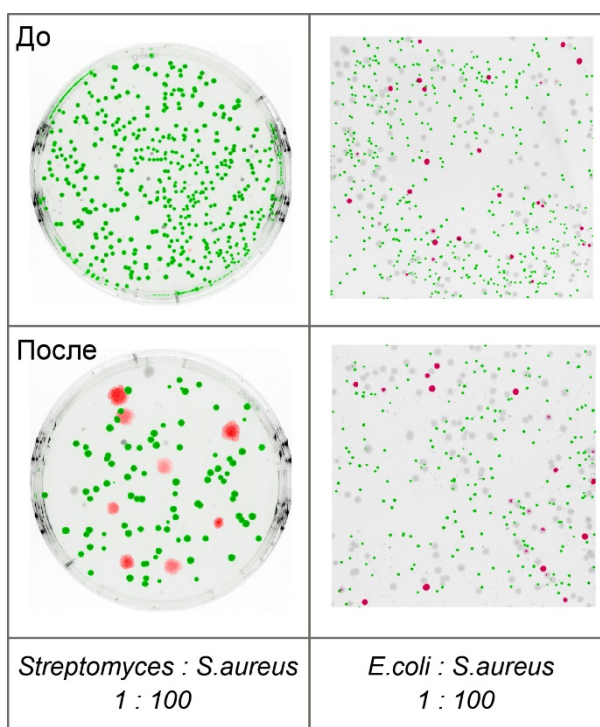 До
После
Streptomyces : S.aureus
1 : 100
E.coli : S.aureus
1 : 100